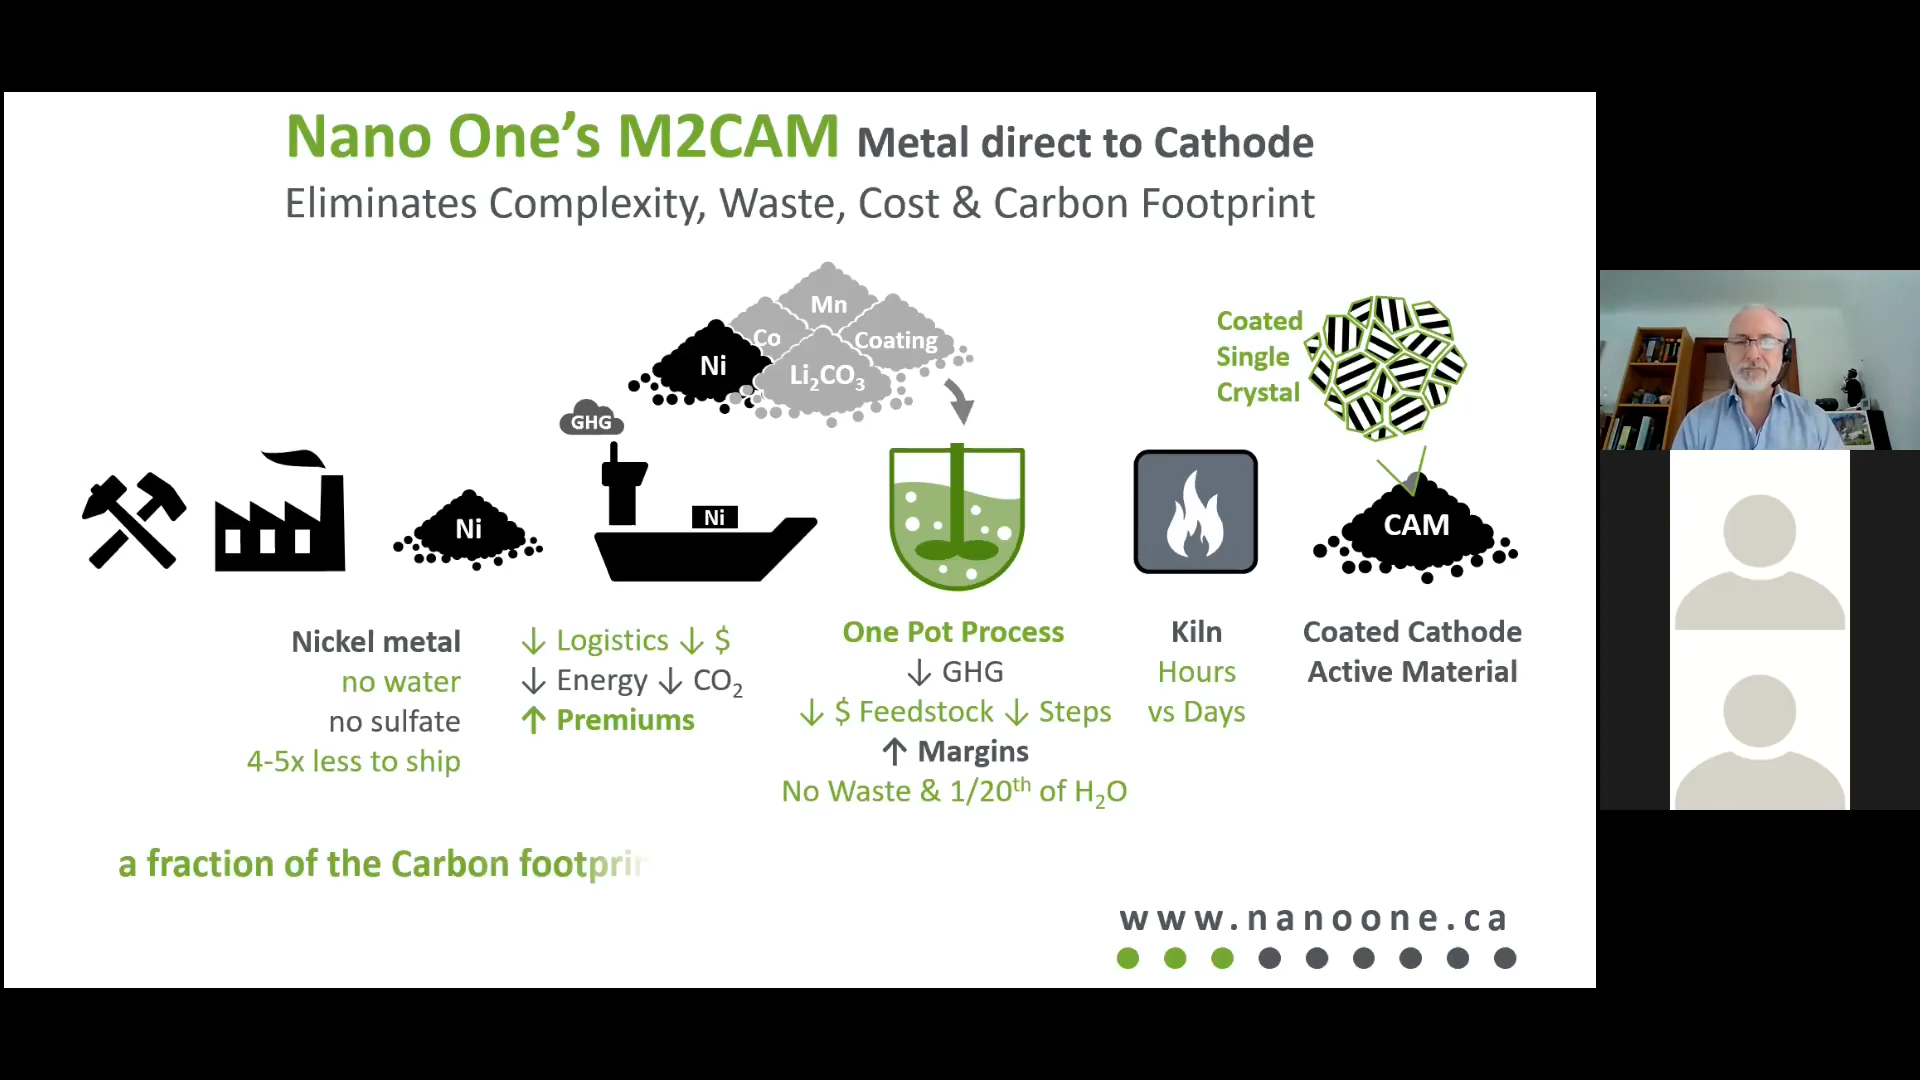 Nano One's M2CAM Metal direct to Cathode
Eliminates Complexity, Waste, Cost & Carbon Footprint
Mn
Co
Coating
Ni
Li₂CO₃
GHG
Coated
Single
Crystal
Ni
Ni
CAM
Nickel metal
no water
no sulfate
4-5x less to ship
↓ Logistics ↓ $
↓ Energy ↓ CO₂
↑ Premiums
One Pot Process
↓ GHG
↓ $ Feedstock ↓ Steps
↑ Margins
No Waste & 1/20ᵗʰ of H₂O
Kiln
Hours
vs Days
Coated Cathode
Active Material
a fraction of the Carbon footprin
www.nanoone.ca